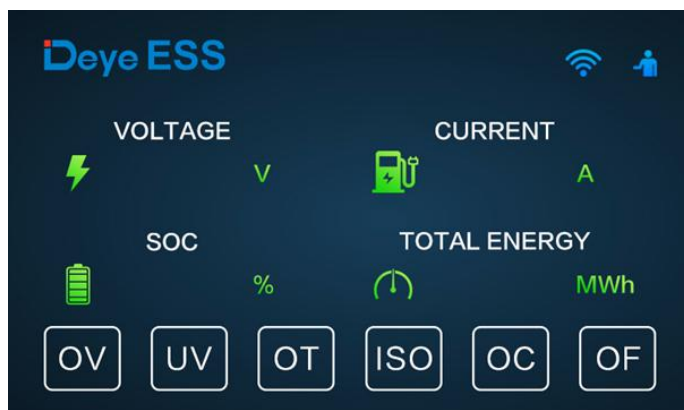 Deye ESS
VOLTAGE CURRENT
V A
SOC TOTAL ENERGY
% MWh
OV UV OT ISO OC OF